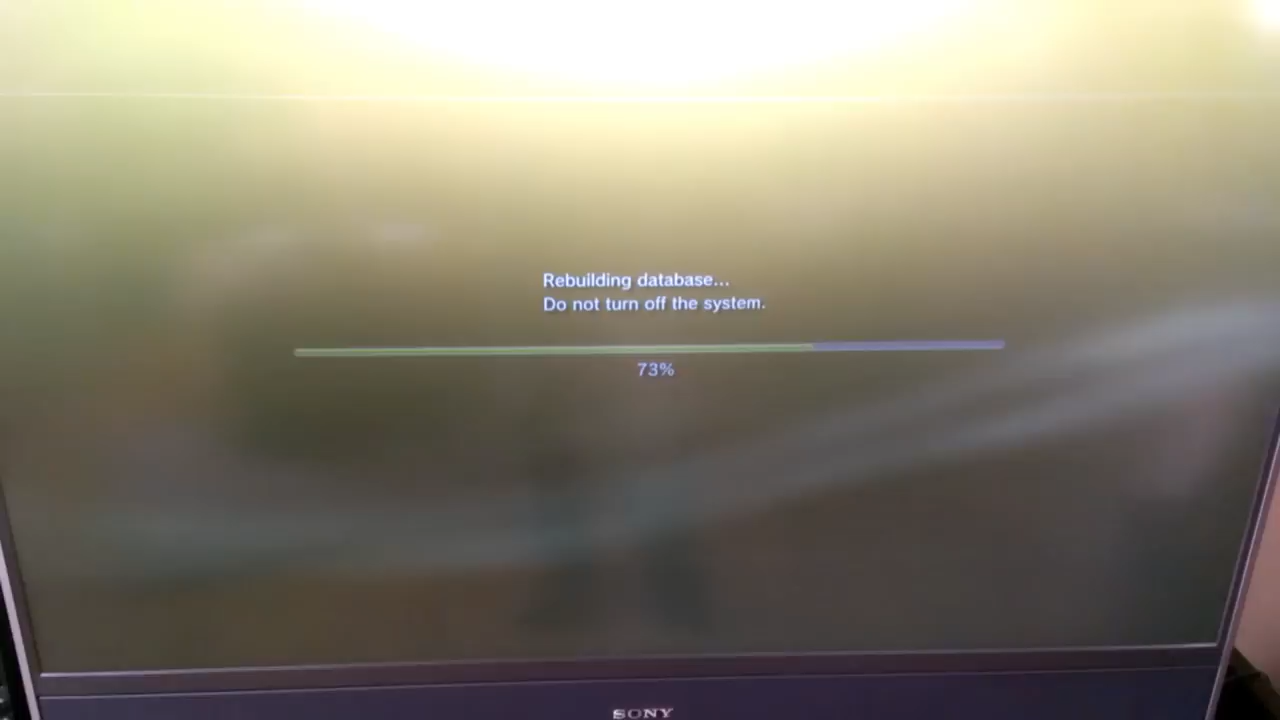 Rebuilding database...
Do not turn off the system.
73%
SONY